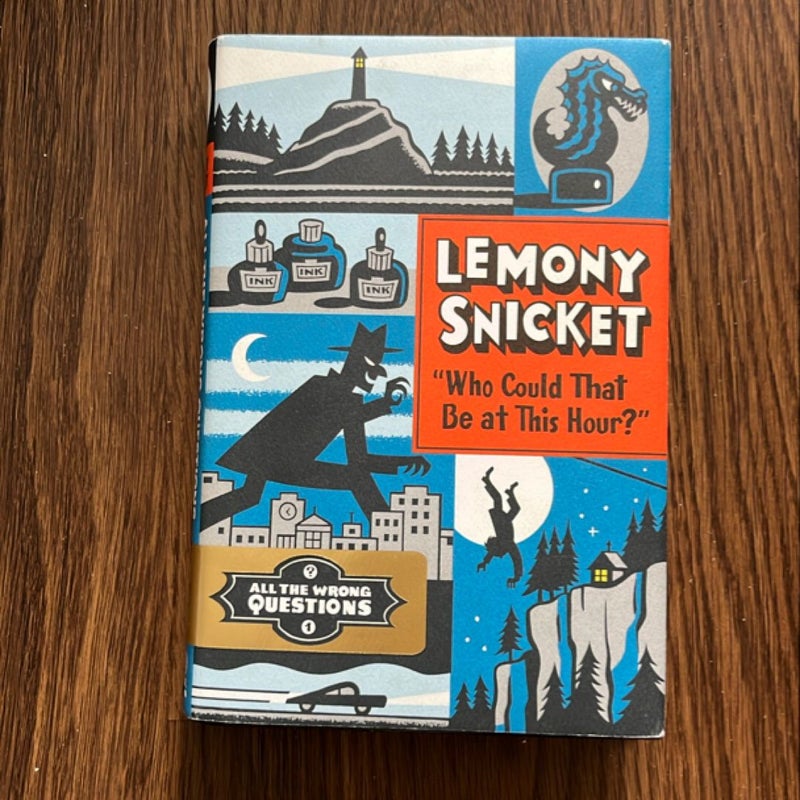 INK
INK
INK
LEMONY
SNICKET
“Who Could That
Be at This Hour?”
?
ALL THE WRONG
QUESTIONS
1